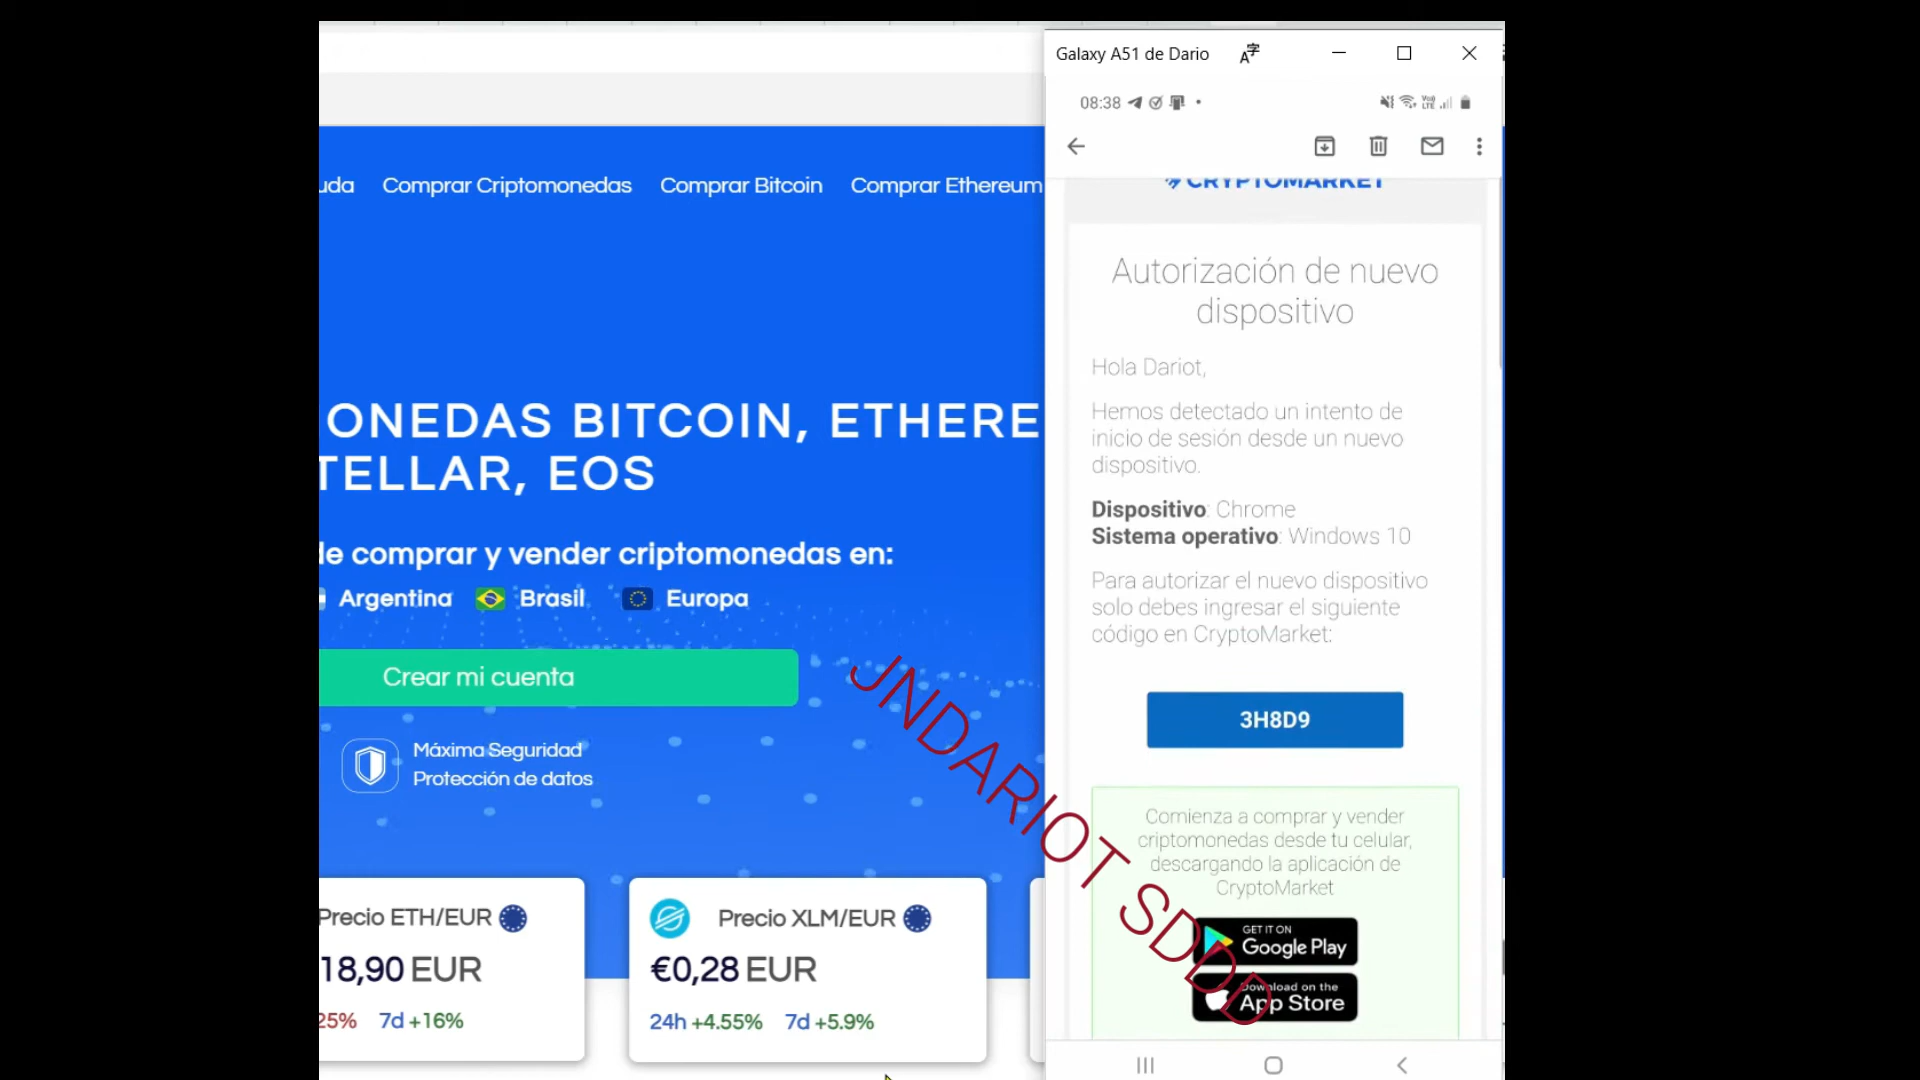 Galaxy A51 de Dario
08:38
uda
Comprar Criptomonedas
Comprar Bitcoin
Comprar Ethereum
ONEDAS BITCOIN, ETHERE
TELLAR, EOS
de comprar y vender criptomonedas en:
Argentina
Brasil
Europa
Crear mi cuenta
Máxima Seguridad
Protección de datos
Precio ETH/EUR
18,90 EUR
25% 7d +16%
Precio XLM/EUR
€0,28 EUR
24h +4.55% 7d +5.9%
CRYPTOMARKET
Autorización de nuevo
dispositivo
Hola Dariot,
Hemos detectado un intento de
inicio de sesión desde un nuevo
dispositivo.
Dispositivo: Chrome
Sistema operativo: Windows 10
Para autorizar el nuevo dispositivo
solo debes ingresar el siguiente
código en CryptoMarket:
3H8D9
Comienza a comprar y vender
criptomonedas desde tu celular,
descargando la aplicación de
CryptoMarket
GET IT ON
Google Play
Download on the
App Store
JNDARIOT SDDD